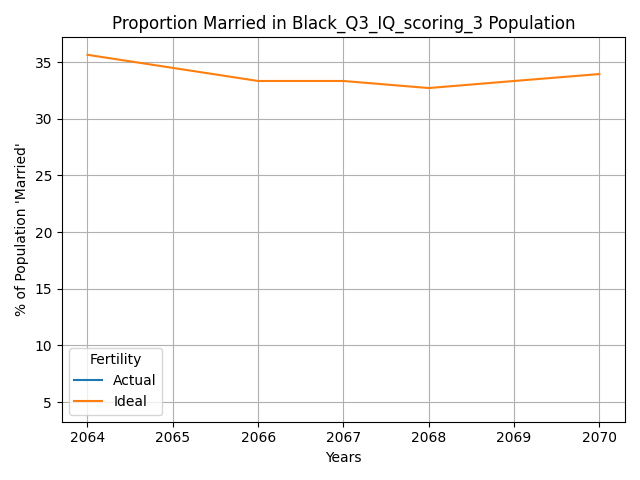 Proportion Married in Black_Q3_IQ_scoring_3 Population
% of Population 'Married'
35
30
25
20
15
10
5
Fertility
Actual
Ideal
2064 2065 2066 2067 2068 2069 2070
Years